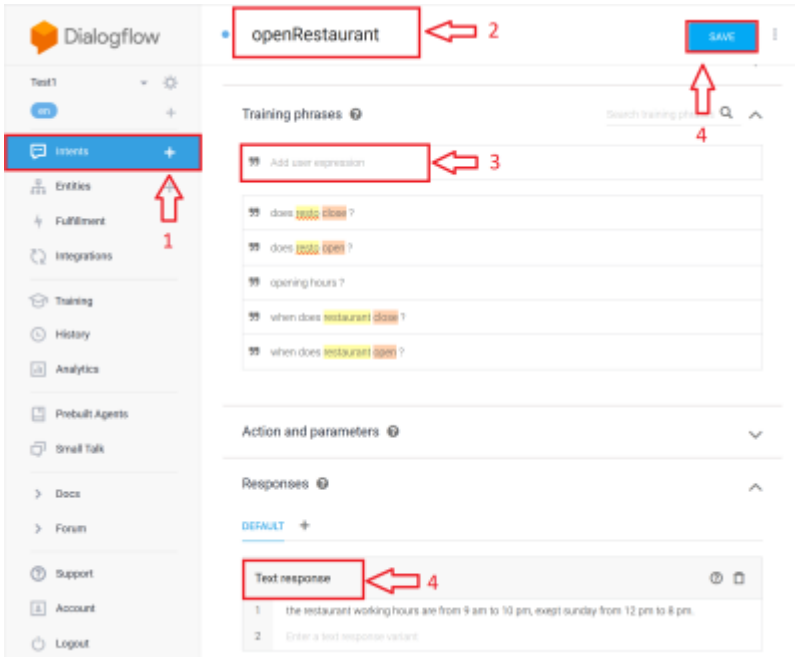 Dialogflow
openRestaurant
2
SAVE
Test1
en
4
Training phrases
Search training phr
Intents
Add user expression
3
Entities
1
does resto close ?
Fulfillment
does resto open ?
Integrations
opening hours ?
Training
when does restaurant close ?
History
when does restaurant open ?
Analytics
Prebuilt Agents
Action and parameters
Small Talk
Responses
Docs
DEFAULT
Forum
Support
Text response
4
Account
1 the restaurant working hours are from 9 am to 10 pm, exept sunday from 12 pm to 8 pm.
Logout
2 Enter a text response variant